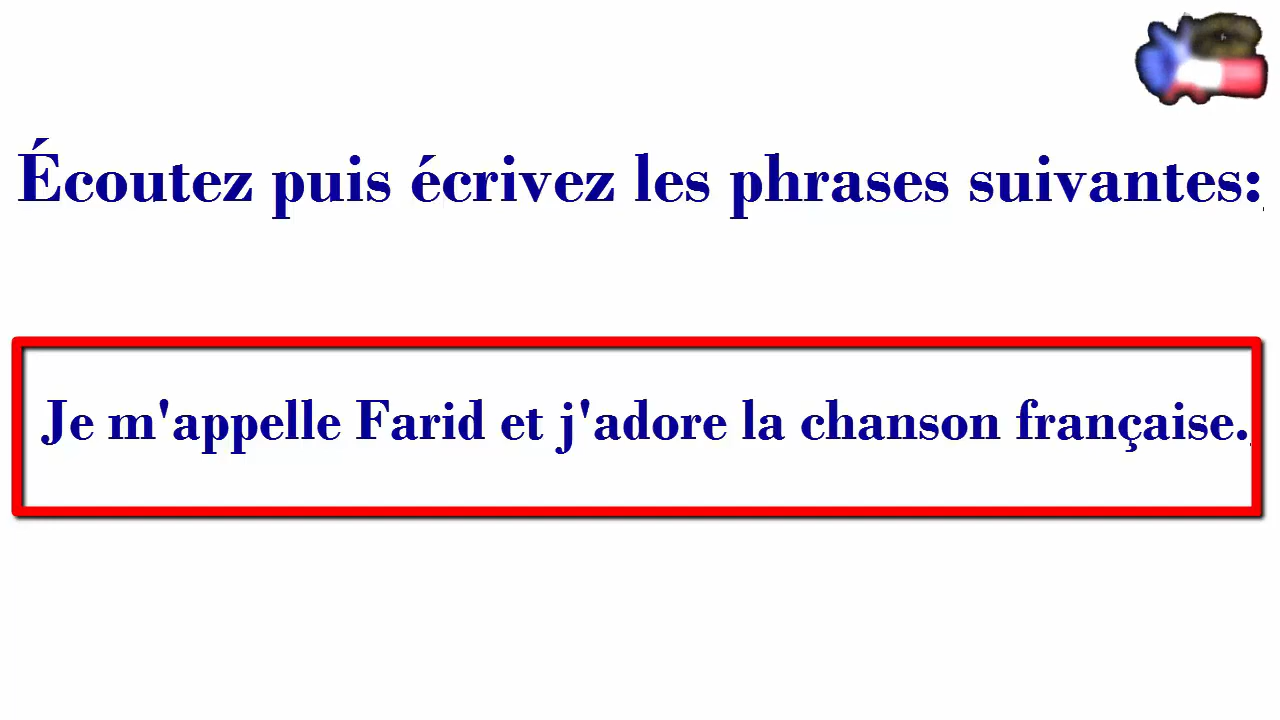 Écoutez puis écrivez les phrases suivantes:
Je m'appelle Farid et j'adore la chanson française.